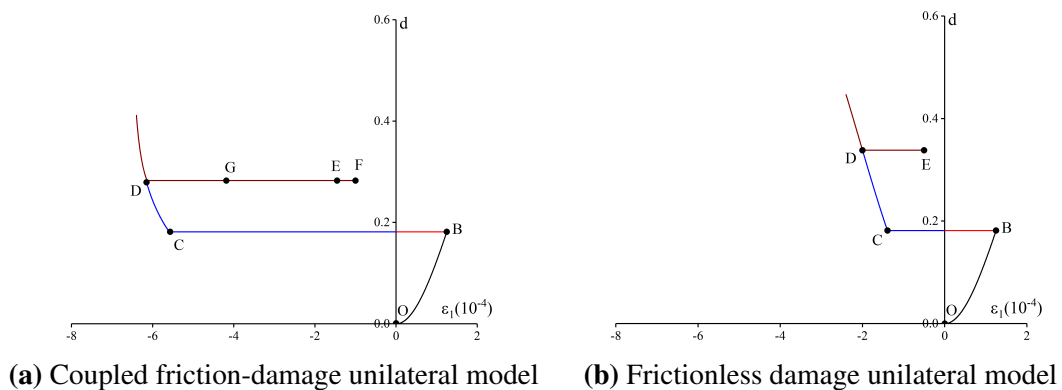 0.6
d
0.4
G
E
F
D
0.2
C
B
O
0.0
ε₁(10⁻⁴)
-8
-6
-4
-2
0
2
(a) Coupled friction-damage unilateral model
0.6
d
0.4
D
E
0.2
C
B
O
0.0
ε₁(10⁻⁴)
-8
-6
-4
-2
0
2
(b) Frictionless damage unilateral model